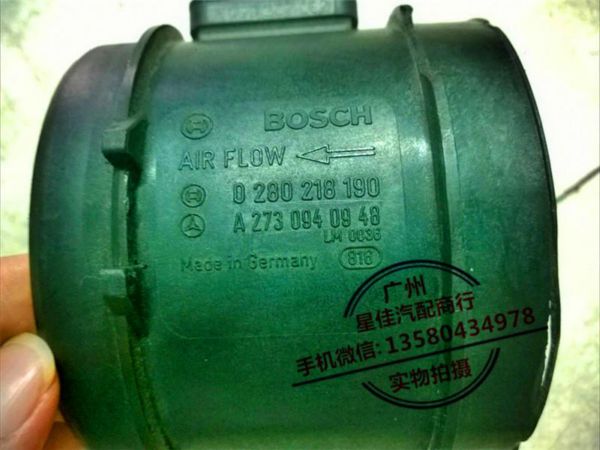 BOSCH
AIR FLOW
0 280 218 190
A 273 094 09 48
LM 0036
Made in Germany 816
广州
星佳汽配商行
手机微信: 13580434978
实物拍摄